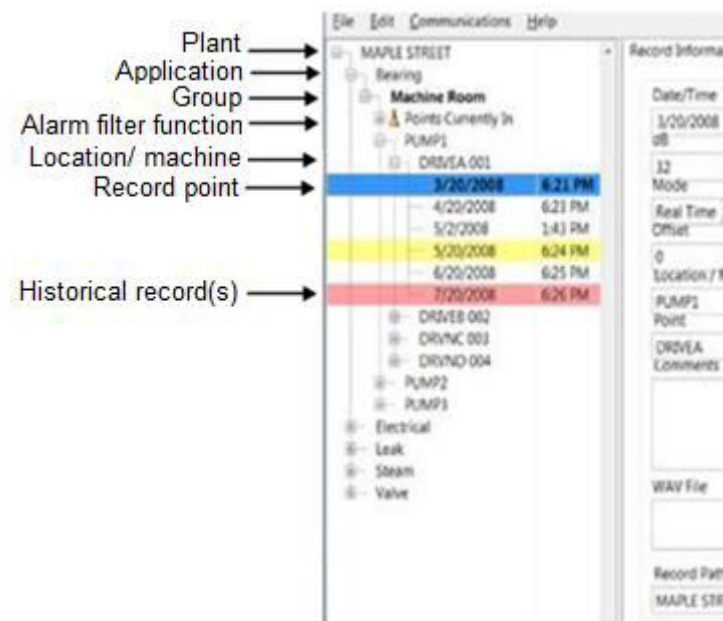 File Edit Communications Help
Plant
Application
Group
Alarm filter function
Location/ machine
Record point
Historical record(s)
MAPLE STREET
Bearing
Machine Room
Points Currently In
PUMP1
DRIVEA 001
3/20/2008 6:21 PM
4/20/2008 6:23 PM
5/2/2008 1:43 PM
5/20/2008 6:24 PM
6/20/2008 6:25 PM
7/20/2008 6:26 PM
DRIVEB 002
DRVNC 003
DRVND 004
PUMP2
PUMP3
Electrical
Leak
Steam
Valve
Record Informa
Date/Time
3/20/2008
dB
32
Mode
Real Time
Offset
0
Location / M
PUMP1
Point
DRIVEA
Comments
WAV File
Record Path
MAPLE STR